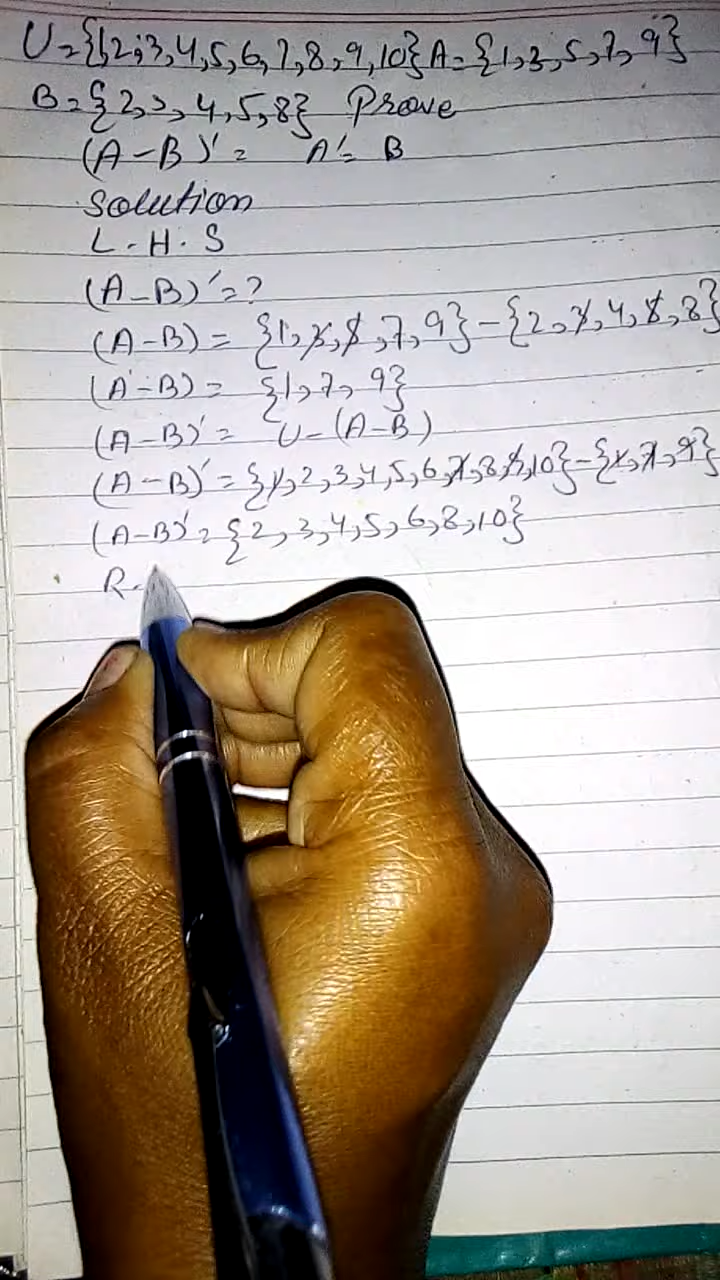 U={1,2,3,4,5,6,7,8,9,10} A={1,3,5,7,9}
B={2,3,4,5,8} Prove
(A-B)'= A'= B
Solution
L.H.S
(A-B)'=?
(A-B)= {1,3,5,7,9}-{2,3,4,5,8}
(A-B)= {1,7,9}
(A-B)'= U-(A-B)
(A-B)'={1,2,3,4,5,6,7,8,9,10}-{1,7,9}
(A-B)'={2,3,4,5,6,8,10}
R.